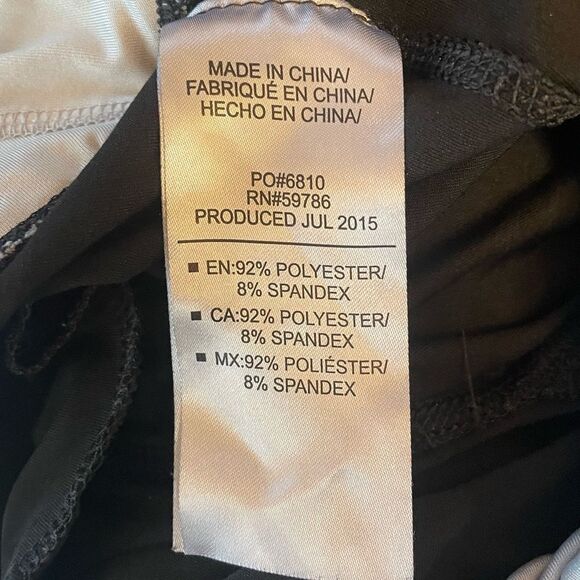 MADE IN CHINA/
FABRIQUÉ EN CHINA/
HECHO EN CHINA/
PO#6810
RN#59786
PRODUCED JUL 2015
▪ EN:92% POLYESTER/
8% SPANDEX
▪ CA:92% POLYESTER/
8% SPANDEX
▪ MX:92% POLIÉSTER/
8% SPANDEX